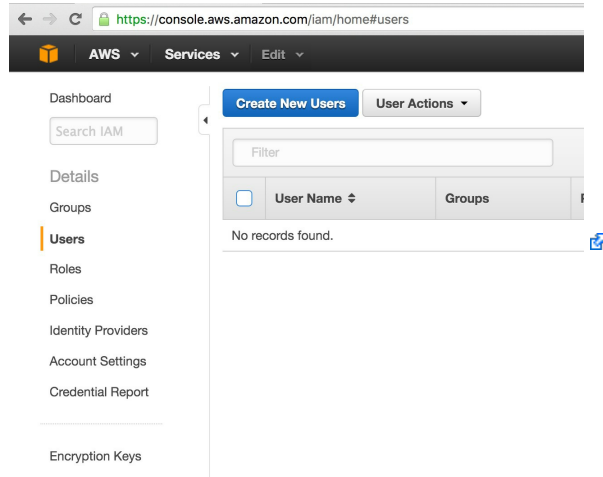 https://console.aws.amazon.com/iam/home#users
AWS Services Edit
Dashboard
Search IAM
Details
Groups
Users
Roles
Policies
Identity Providers
Account Settings
Credential Report
Encryption Keys
Create New Users User Actions
Filter
User Name Groups
No records found.